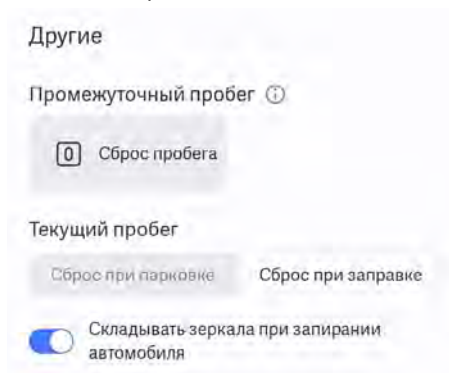 Другие
Промежуточный пробег ⓘ
0 Сброс пробега
Текущий пробег
Сброс при парковке Сброс при заправке
Складывать зеркала при запирании
автомобиля